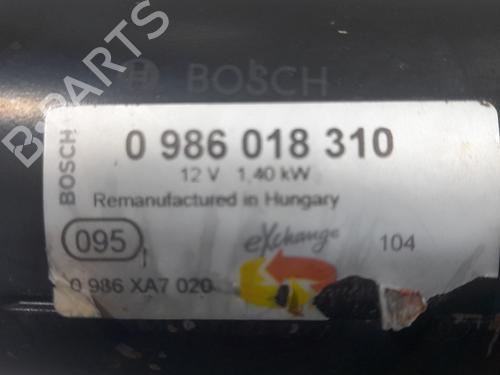 BOSCH
BOSCH
0 986 018 310
12 V 1,40 kW
Remanufactured in Hungary
095
eXchange
104
0 986 XA7 020
B-PARTS